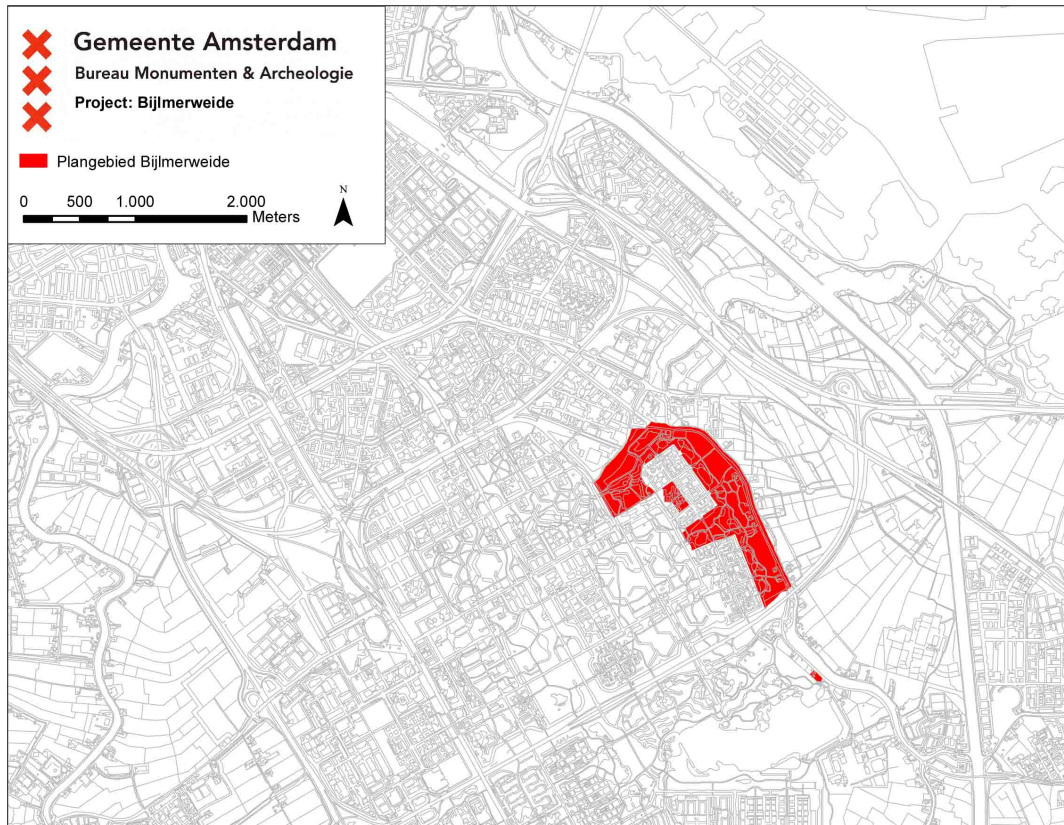 Gemeente Amsterdam
Bureau Monumenten & Archeologie
Project: Bijlmerweide
Plangebied Bijlmerweide
N
0 500 1.000 2.000
Meters